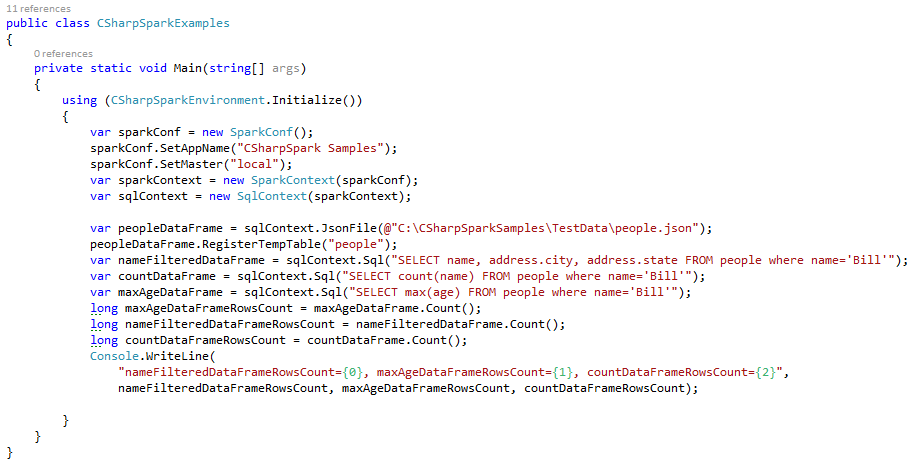 11 references
public class CSharpSparkExamples
{
0 references
private static void Main(string[] args)
{
using (CSharpSparkEnvironment.Initialize())
{
var sparkConf = new SparkConf();
sparkConf.SetAppName("CSharpSpark Samples");
sparkConf.SetMaster("local");
var sparkContext = new SparkContext(sparkConf);
var sqlContext = new SqlContext(sparkContext);
var peopleDataFrame = sqlContext.JsonFile(@"C:\CSharpSparkSamples\TestData\people.json");
peopleDataFrame.RegisterTempTable("people");
var nameFilteredDataFrame = sqlContext.Sql("SELECT name, address.city, address.state FROM people where name='Bill'");
var countDataFrame = sqlContext.Sql("SELECT count(name) FROM people where name='Bill'");
var maxAgeDataFrame = sqlContext.Sql("SELECT max(age) FROM people where name='Bill'");
long maxAgeDataFrameRowsCount = maxAgeDataFrame.Count();
long nameFilteredDataFrameRowsCount = nameFilteredDataFrame.Count();
long countDataFrameRowsCount = countDataFrame.Count();
Console.WriteLine(
"nameFilteredDataFrameRowsCount={0}, maxAgeDataFrameRowsCount={1}, countDataFrameRowsCount={2}",
nameFilteredDataFrameRowsCount, maxAgeDataFrameRowsCount, countDataFrameRowsCount);
}
}
}